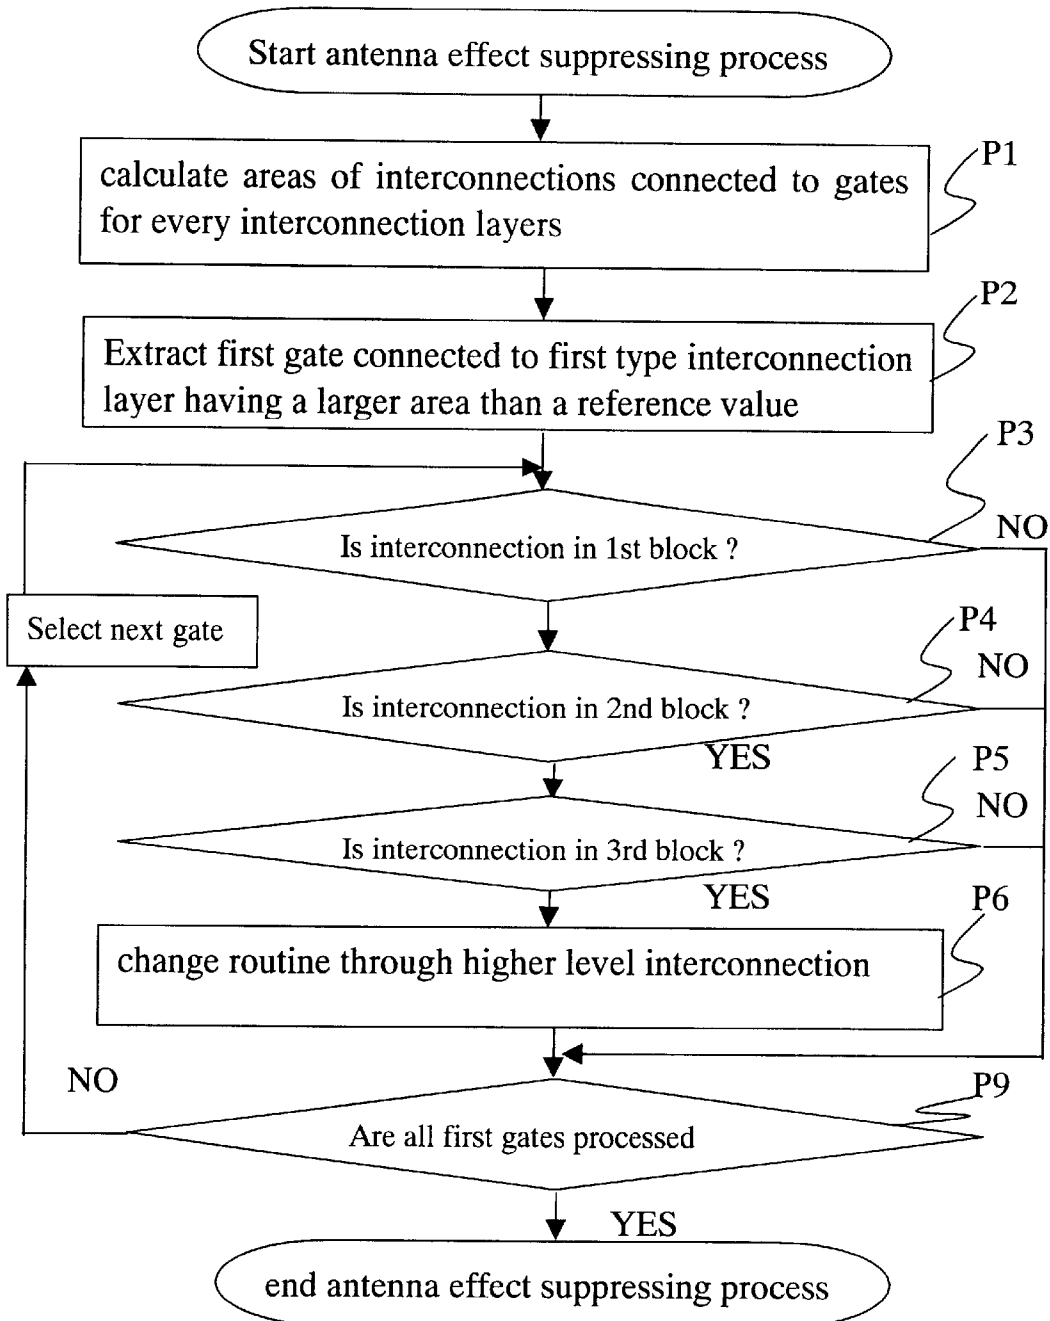 Start antenna effect suppressing process
P1
calculate areas of interconnections connected to gates
for every interconnection layers
P2
Extract first gate connected to first type interconnection
layer having a larger area than a reference value
P3
NO
Is interconnection in 1st block ?
Select next gate
P4
NO
Is interconnection in 2nd block ?
YES
P5
NO
Is interconnection in 3rd block ?
YES
P6
change routine through higher level interconnection
NO
P9
Are all first gates processed
YES
end antenna effect suppressing process